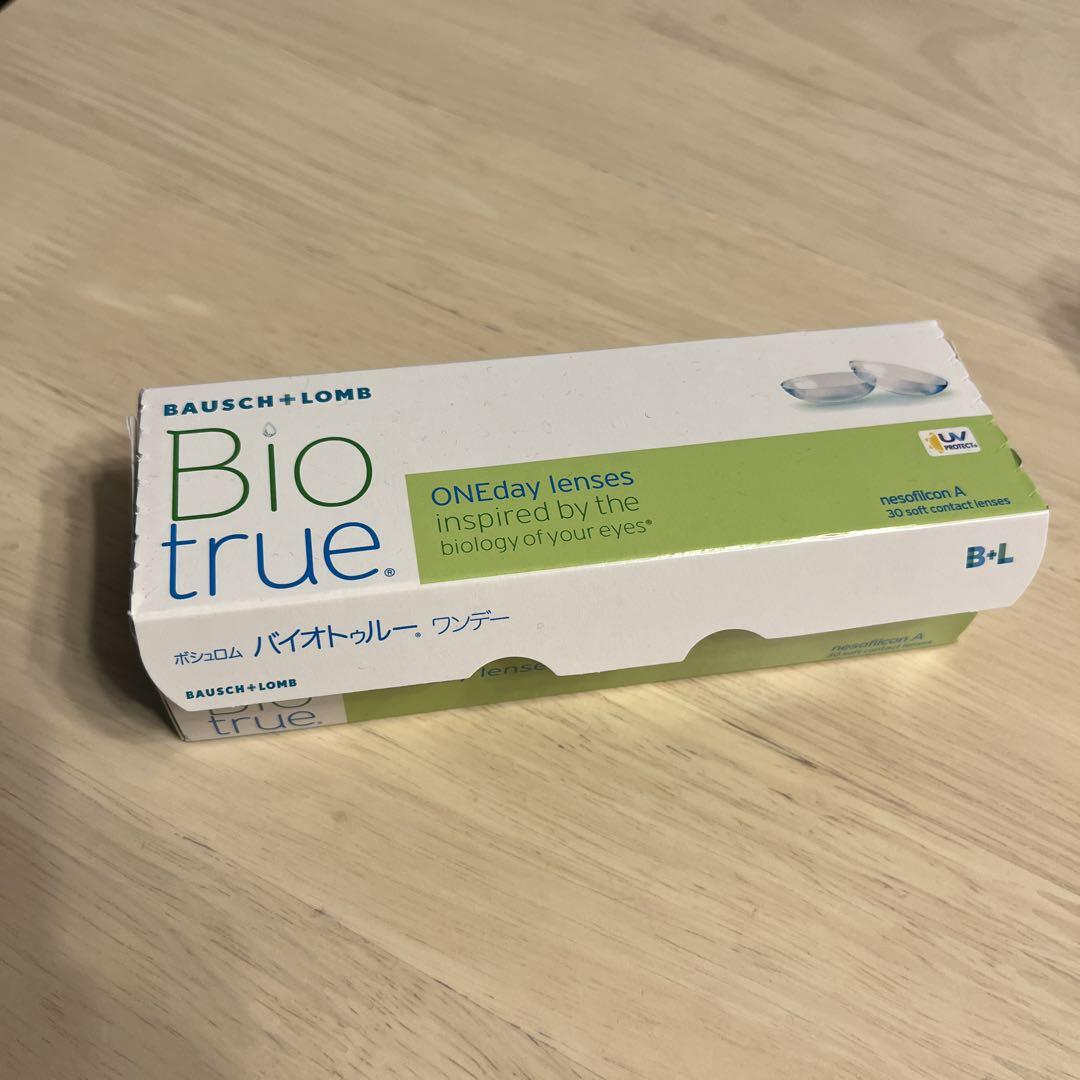 BAUSCH+LOMB
Bio
true®
ONEday lenses
inspired by the
biology of your eyes®
UV
PROTECT+
nesofilcon A
30 soft contact lenses
B+L
ボシュロム バイオトゥルー® ワンデー
BAUSCH+LOMB
Bio
true®
lenses
nesofilcon A
30 soft contact lenses